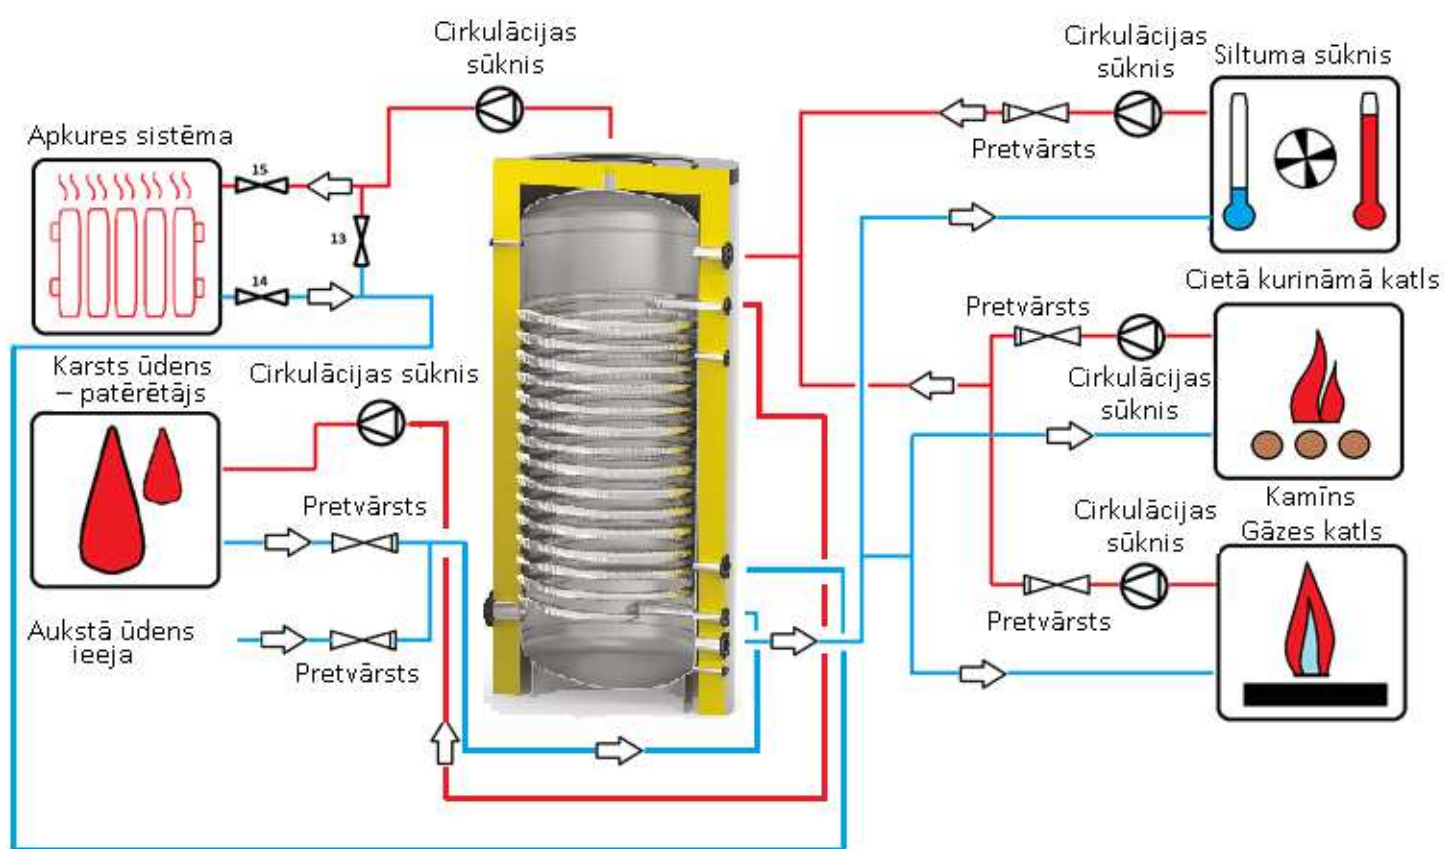 Cirkulācijas
sūknis
Cirkulācijas
sūknis
Siltuma sūknis
Apkures sistēma
Pretvārsts
15
13
14
Cietā kurināmā katls
Pretvārsts
Karsts ūdens
– patērētājs
Cirkulācijas sūknis
Cirkulācijas
sūknis
Pretvārsts
Kamīns
Cirkulācijas
sūknis
Gāzes katls
Pretvārsts
Aukstā ūdens
ieeja
Pretvārsts